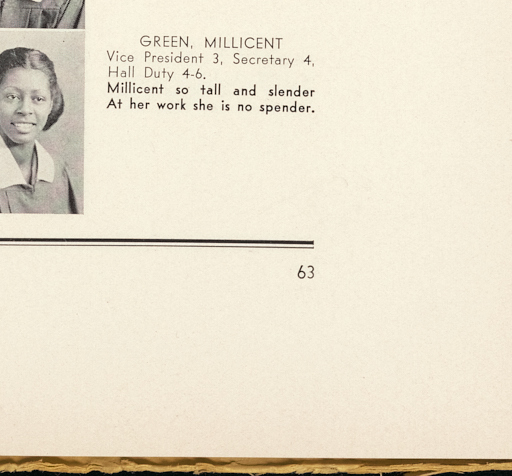 GREEN, MILLICENT
Vice President 3, Secretary 4,
Hall Duty 4-6.
Millicent so tall and slender
At her work she is no spender.
63